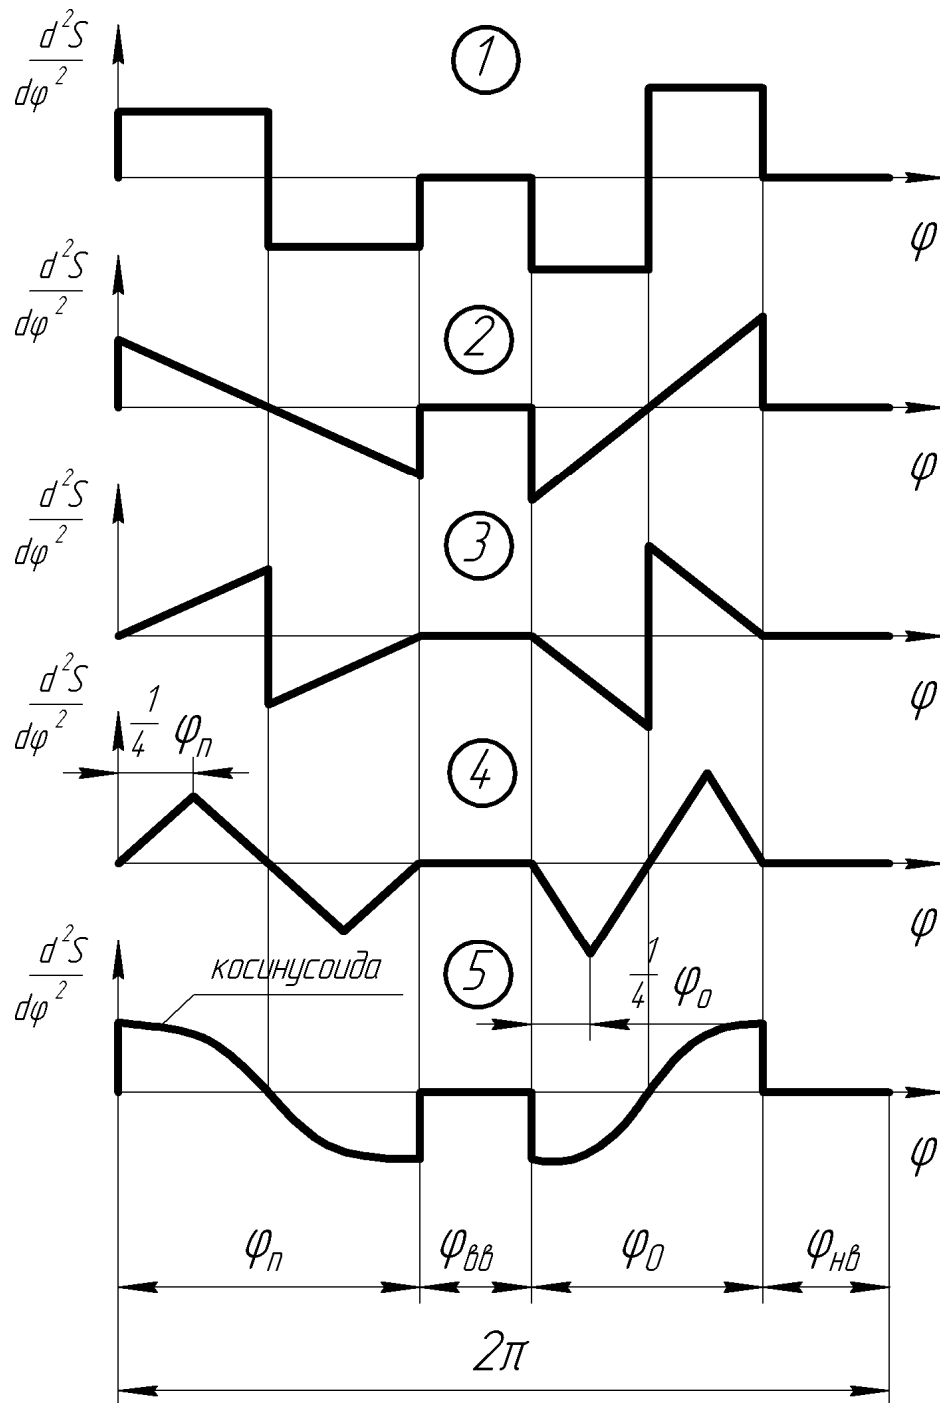 d²S
dφ²
1
φ
d²S
dφ²
2
φ
d²S
dφ²
3
φ
d²S
dφ²
1/4 φп
4
φ
d²S
dφ²
косинусоида
5
1/4 φо
φ
φп φвв φо φнв
2π